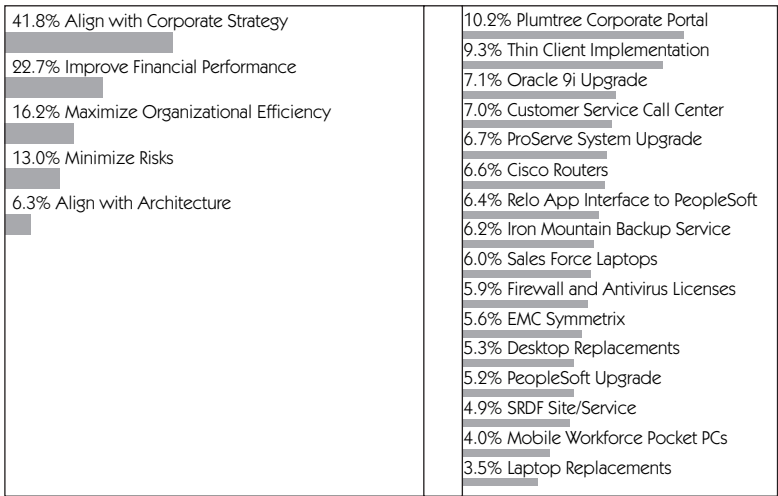 41.8% Align with Corporate Strategy
22.7% Improve Financial Performance
16.2% Maximize Organizational Efficiency
13.0% Minimize Risks
6.3% Align with Architecture
10.2% Plumtree Corporate Portal
9.3% Thin Client Implementation
7.1% Oracle 9i Upgrade
7.0% Customer Service Call Center
6.7% ProServe System Upgrade
6.6% Cisco Routers
6.4% Relo App Interface to PeopleSoft
6.2% Iron Mountain Backup Service
6.0% Sales Force Laptops
5.9% Firewall and Antivirus Licenses
5.6% EMC Symmetrix
5.3% Desktop Replacements
5.2% PeopleSoft Upgrade
4.9% SRDF Site/Service
4.0% Mobile Workforce Pocket PCs
3.5% Laptop Replacements